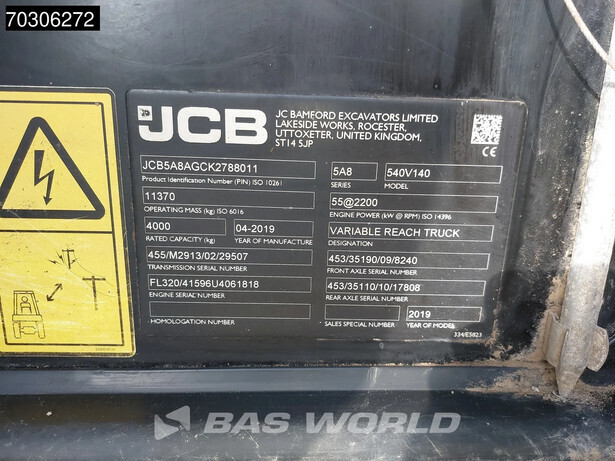 70306272
JCB
JC BAMFORD EXCAVATORS LIMITED
LAKESIDE WORKS, ROCESTER,
UTTOXETER, UNITED KINGDOM,
ST14 5JP
JCB5A8AGCK2788011
Product Identification Number (PIN) ISO 10261
5A8 540V140
SERIES MODEL
11370
OPERATING MASS (kg) ISO 6016
55@2200
ENGINE POWER (kW @ RPM) ISO 14396
4000 04-2019
RATED CAPACITY (kg) YEAR OF MANUFACTURE
VARIABLE REACH TRUCK
DESIGNATION
455/M2913/02/29507
TRANSMISSION SERIAL NUMBER
453/35190/09/8240
FRONT AXLE SERIAL NUMBER
FL320/41596U4061818
ENGINE SERIAL NUMBER
453/35110/10/17808
REAR AXLE SERIAL NUMBER
HOMOLOGATION NUMBER
2019
SALES SPECIAL NUMBER YEAR OF MODEL
334/E5823
BAS WORLD